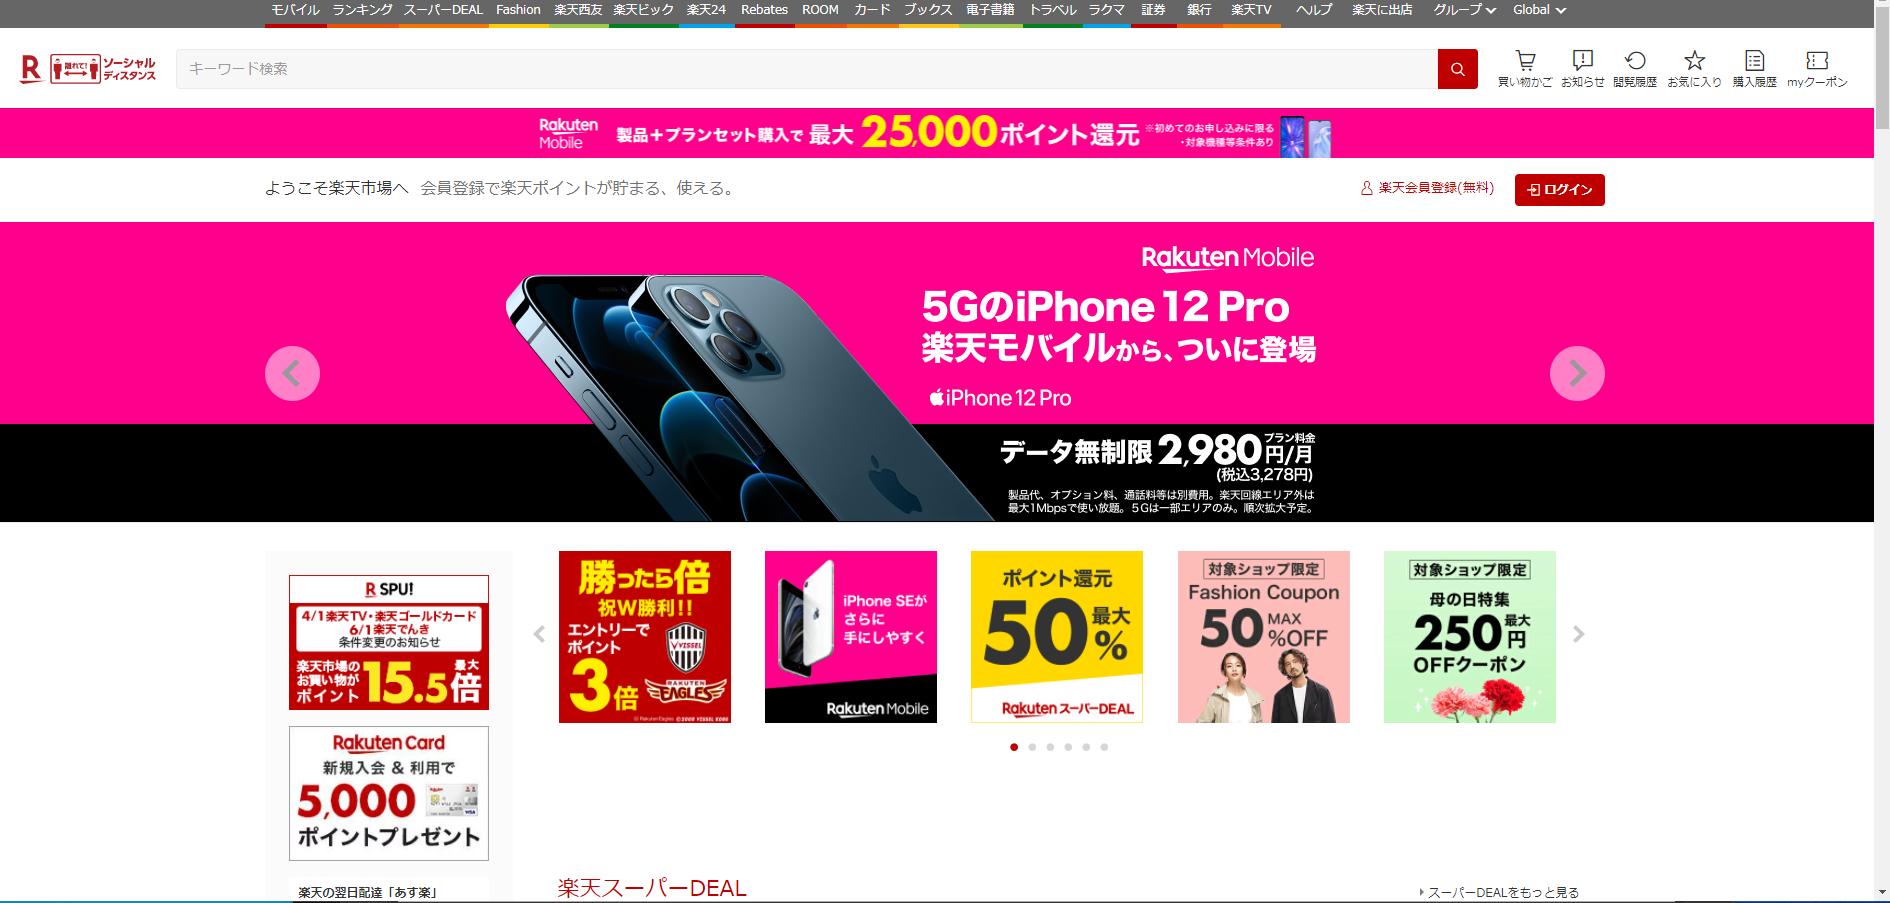 モバイル ランキング スーパーDEAL Fashion 楽天西友 楽天ビック 楽天24 Rebates ROOM カード ブックス 電子書籍 トラベル ラクマ 証券 銀行 楽天TV ヘルプ 楽天に出店 グループ Global
R 離れて! ソーシャル
ディスタンス
キーワード検索
買い物かご お知らせ 閲覧履歴 お気に入り 購入履歴 myクーポン
Rakuten
Mobile
製品+プランセット購入で 最大 25,000ポイント還元
※初めてのお申し込みに限る
・対象機種等条件あり
ようこそ楽天市場へ 会員登録で楽天ポイントが貯まる、使える。
楽天会員登録(無料) ログイン
Rakuten Mobile
5GのiPhone 12 Pro
楽天モバイルから、ついに登場
iPhone 12 Pro
データ無制限 2,980円/月 プラン料金
(税込3,278円)
製品代、オプション料、通話料等は別費用。楽天回線エリア外は
最大1Mbpsで使い放題。5Gは一部エリアのみ。順次拡大予定。
R SPU!
4/1楽天TV・楽天ゴールドカード
6/1楽天でんき
条件変更のお知らせ
楽天市場の
お買い物が
ポイント 15.5倍 最大
Rakuten Card
新規入会 & 利用で
5,000
ポイントプレゼント
楽天の翌日配達「あす楽」
勝ったら倍
祝W勝利!!
エントリーで
ポイント
3倍
VISSEL
RAKUTEN
EAGLES
© Rakuten Eagles
iPhone SEが
さらに
手にしやすく
Rakuten Mobile
ポイント還元
50% 最大
Rakuten スーパーDEAL
対象ショップ限定
Fashion Coupon
50 MAX
%OFF
対象ショップ限定
母の日特集
250円 最大
OFFクーポン
楽天スーパーDEAL
スーパーDEALをもっと見る